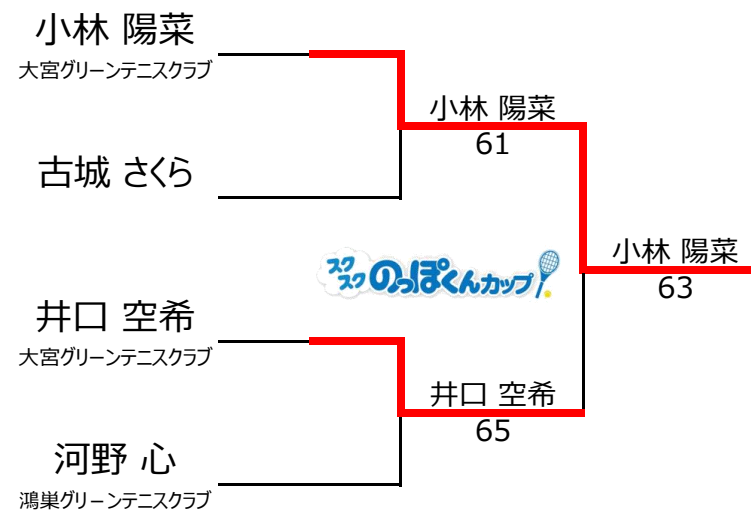 小林 陽菜
大宮グリーンテニスクラブ
小林 陽菜
61
古城 さくら
スクスク のっぽくんカップ
小林 陽菜
63
井口 空希
大宮グリーンテニスクラブ
井口 空希
65
河野 心
鴻巣グリーンテニスクラブ